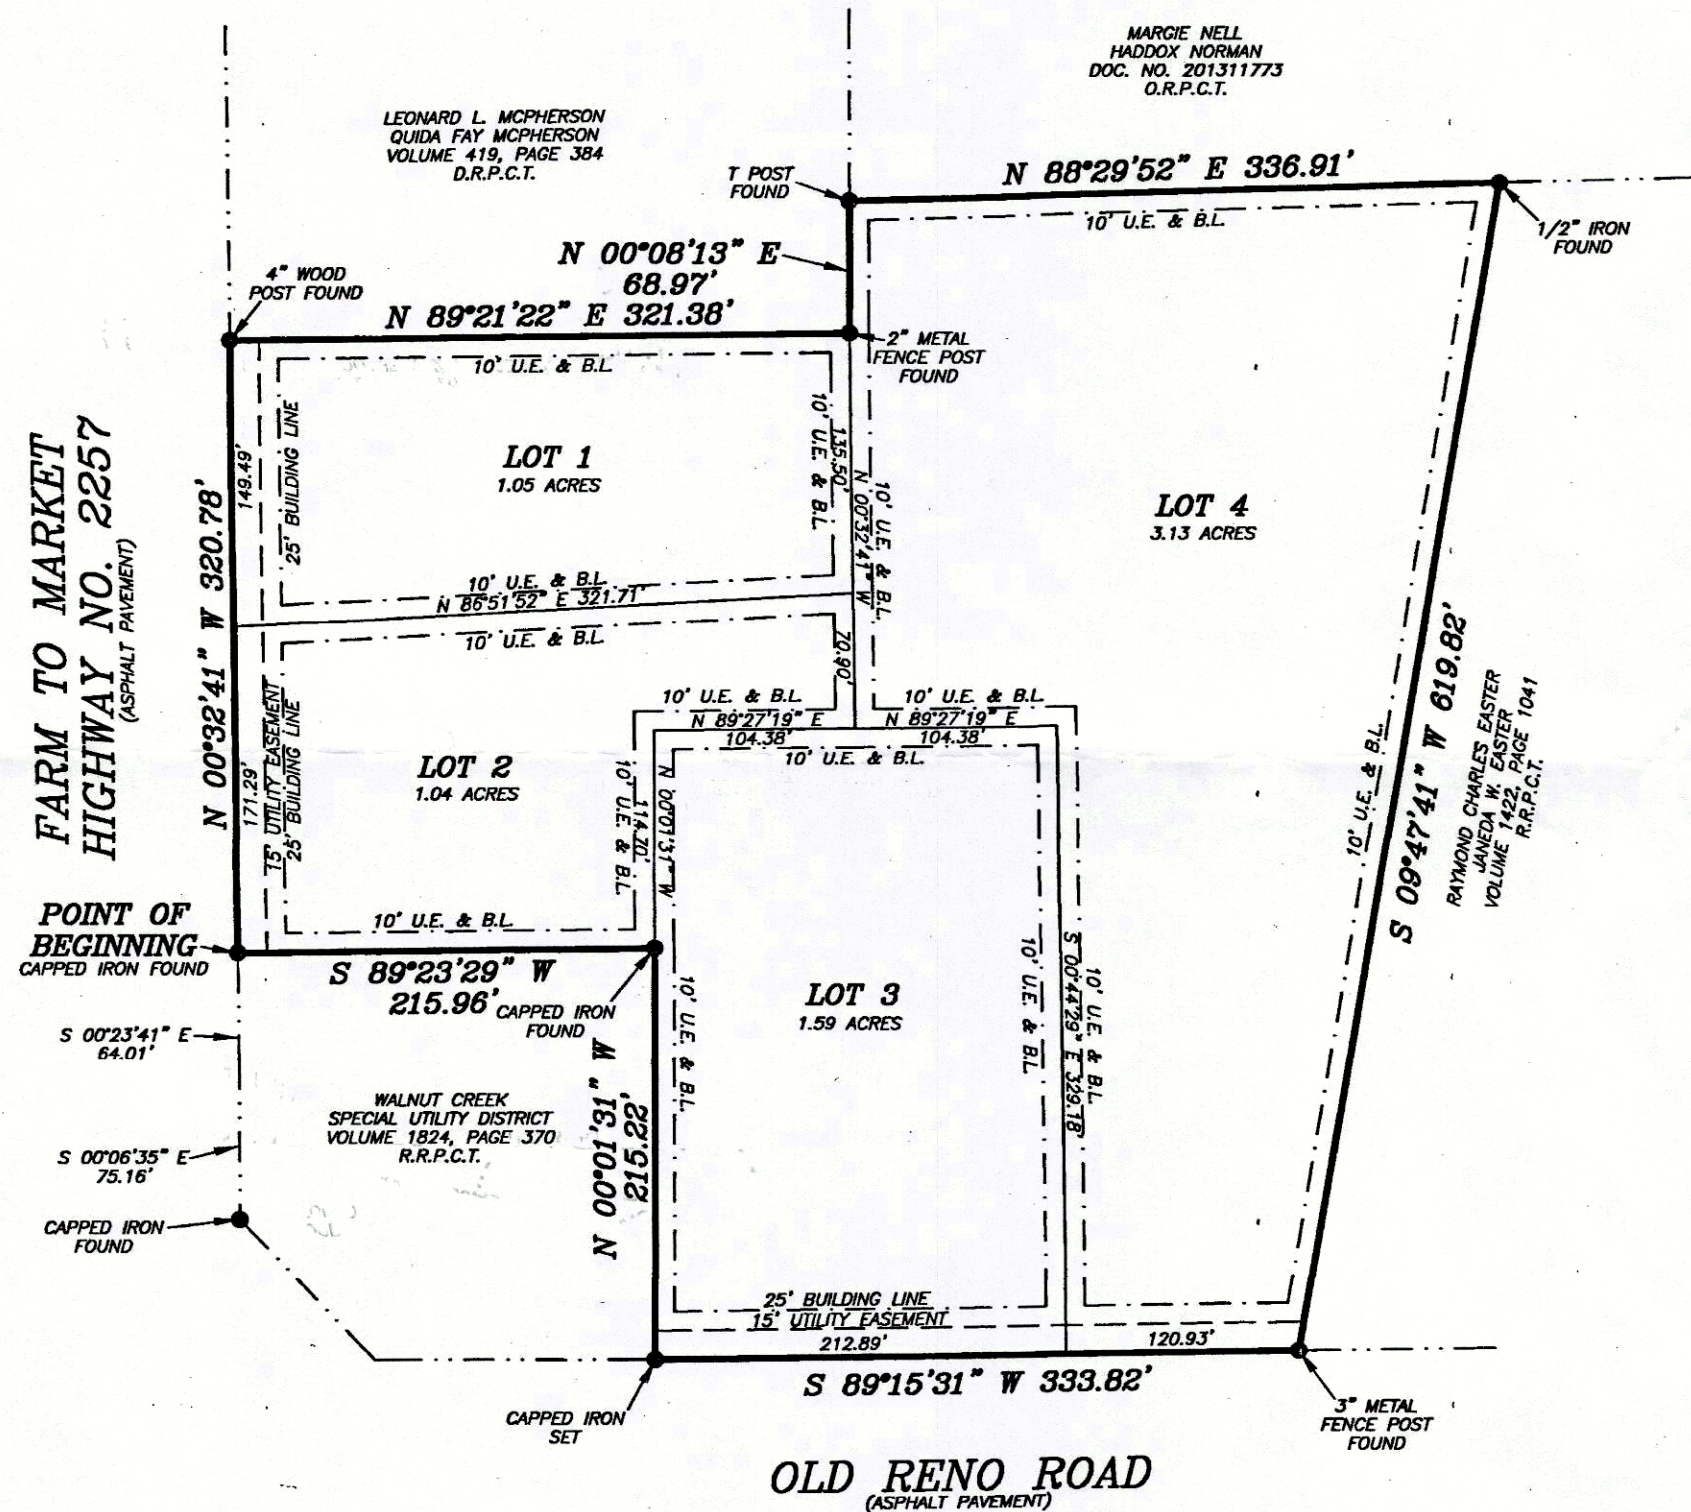 MARGIE NELL
HADDOX NORMAN
DOC. NO. 201311773
O.R.P.C.T.
LEONARD L. MCPHERSON
QUIDA FAY MCPHERSON
VOLUME 419, PAGE 384
D.R.P.C.T.
T POST
FOUND
N 88°29'52" E 336.91'
10' U.E. & B.L.
1/2" IRON
FOUND
N 00°08'13" E
68.97'
4" WOOD
POST FOUND
N 89°21'22" E 321.38'
2" METAL
FENCE POST
FOUND
10' U.E. & B.L.
149.49'
25' BUILDING LINE
LOT 1
1.05 ACRES
10' U.E. & B.L.
135.50'
N 00°32'41" W
10' U.E. & B.L.
LOT 4
3.13 ACRES
FARM TO MARKET
HIGHWAY NO. 2257
(ASPHALT PAVEMENT)
N 00°32'41" W 320.78'
10' U.E. & B.L.
N 86°51'52" E 321.71'
10' U.E. & B.L.
70.90'
10' U.E. & B.L.
N 89°27'19" E
104.38'
10' U.E. & B.L.
N 89°27'19" E
104.38'
10' U.E. & B.L.
171.29'
15' UTILITY EASEMENT
25' BUILDING LINE
LOT 2
1.04 ACRES
10' U.E. & B.L.
114.70'
N 00°01'31" W
10' U.E. & B.L.
S 09°47'41" W 619.82'
RAYMOND CHARLES EASTER
JANEDA W. EASTER
VOLUME 1422, PAGE 1041
R.R.P.C.T.
POINT OF
BEGINNING
CAPPED IRON FOUND
10' U.E. & B.L.
S 89°23'29" W
215.96'
CAPPED IRON
FOUND
10' U.E. & B.L.
LOT 3
1.59 ACRES
10' U.E. & B.L.
S 00°44'29" E 329.18'
10' U.E. & B.L.
S 00°23'41" E
64.01'
WALNUT CREEK
SPECIAL UTILITY DISTRICT
VOLUME 1824, PAGE 370
R.R.P.C.T.
S 00°06'35" E
75.16'
N 00°01'31" W
215.22'
CAPPED IRON
FOUND
25' BUILDING LINE
15' UTILITY EASEMENT
212.89'
120.93'
S 89°15'31" W 333.82'
CAPPED IRON
SET
3" METAL
FENCE POST
FOUND
OLD RENO ROAD
(ASPHALT PAVEMENT)